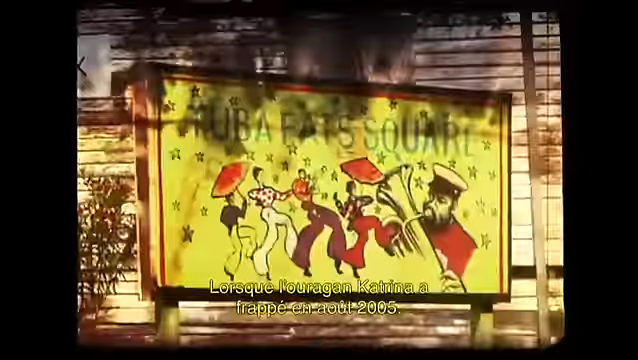 TUBA FATS SQUARE
Lorsque l'ouragan Katrina a
frappé en août 2005.